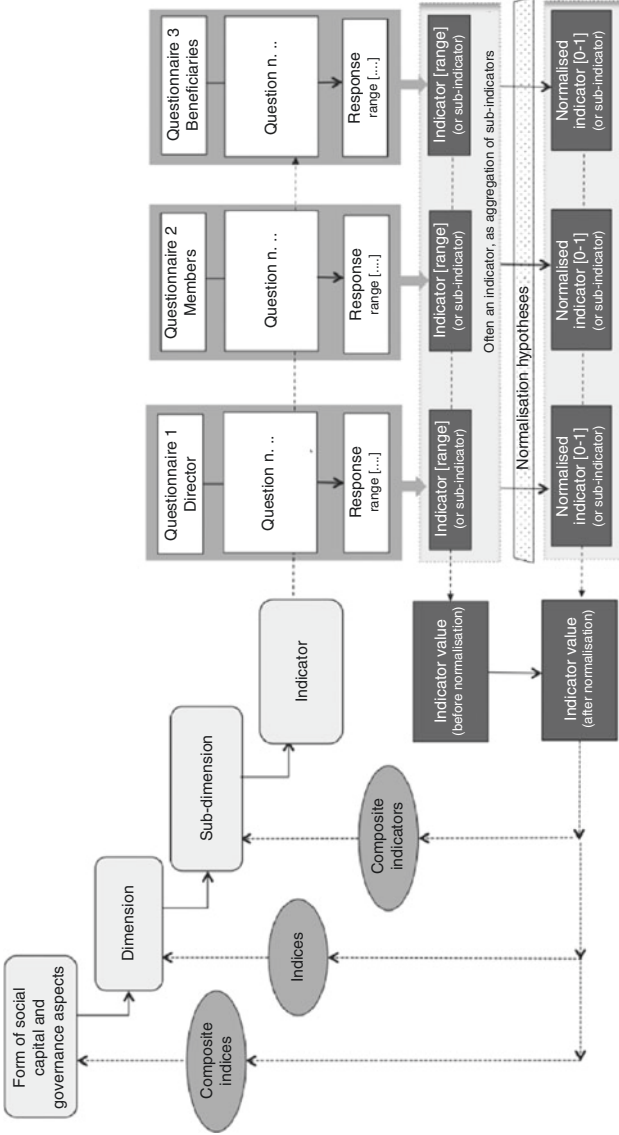 Form of social
capital and
governance aspects
Dimension
Sub-dimension
Indicator
Composite
indices
Indices
Composite
indicators
Questionnaire 1
Director
Question n. ..
Response
range [....]
Questionnaire 2
Members
Question n. ..
Response
range [....]
Questionnaire 3
Beneficiaries
Question n. ..
Response
range [....]
Indicator value
(before normalisation)
Indicator [range]
(or sub-indicator)
Indicator [range]
(or sub-indicator)
Indicator [range]
(or sub-indicator)
Often an indicator, as aggregation of sub-indicators
Normalisation hypotheses
Indicator value
(after normalisation)
Normalised
indicator [0-1]
(or sub-indicator)
Normalised
indicator [0-1]
(or sub-indicator)
Normalised
indicator [0-1]
(or sub-indicator)